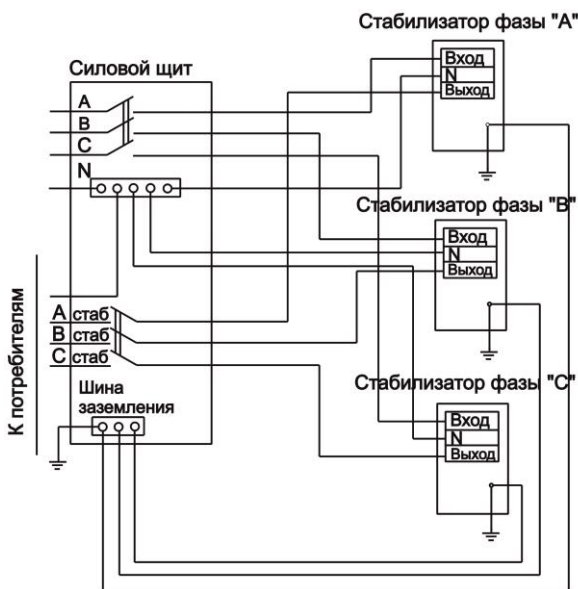 Стабилизатор фазы "А"
Вход
N
Выход
Силовой щит
А
В
С
N
Стабилизатор фазы "В"
Вход
N
Выход
К потребителям
А стаб
В стаб
С стаб
Шина
заземления
Стабилизатор фазы "С"
Вход
N
Выход